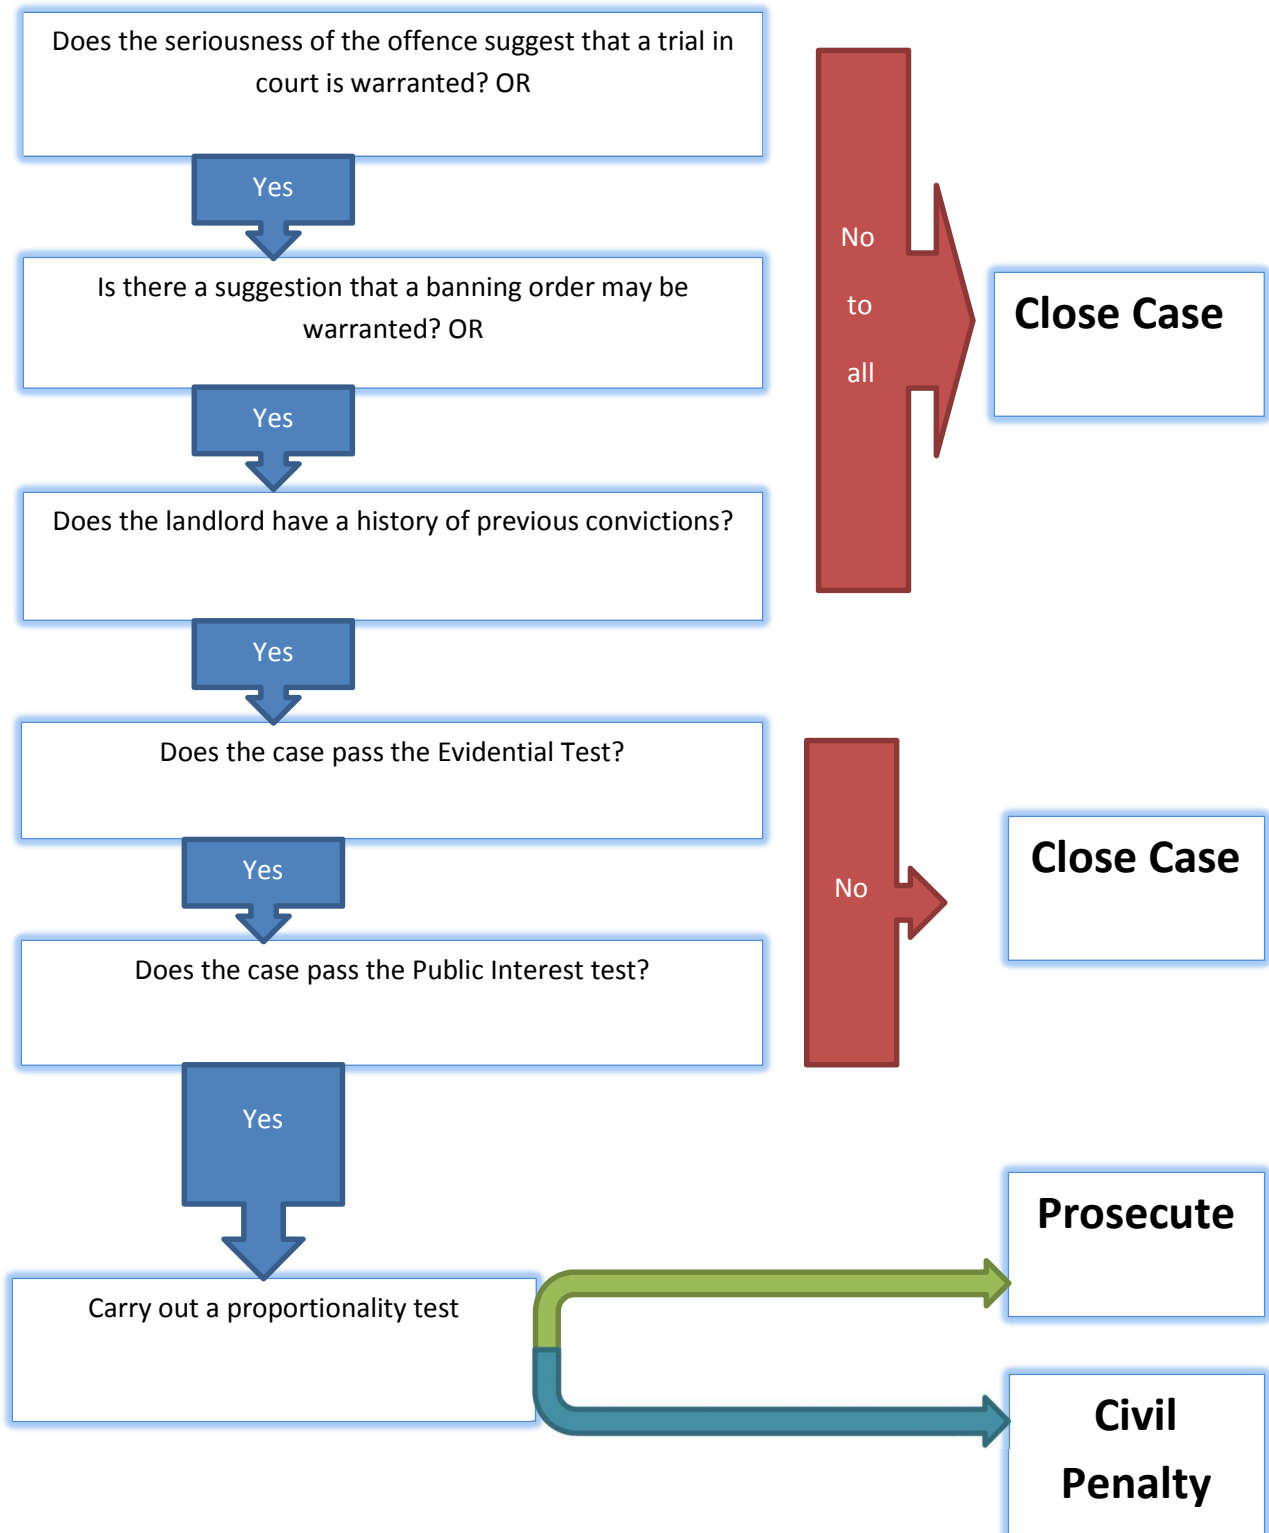 Does the seriousness of the offence suggest that a trial in
court is warranted? OR
Yes
Is there a suggestion that a banning order may be
warranted? OR
Yes
Does the landlord have a history of previous convictions?
No
to
all
Close Case
Yes
Does the case pass the Evidential Test?
Yes
Does the case pass the Public Interest test?
No
Close Case
Yes
Carry out a proportionality test
Prosecute
Civil
Penalty